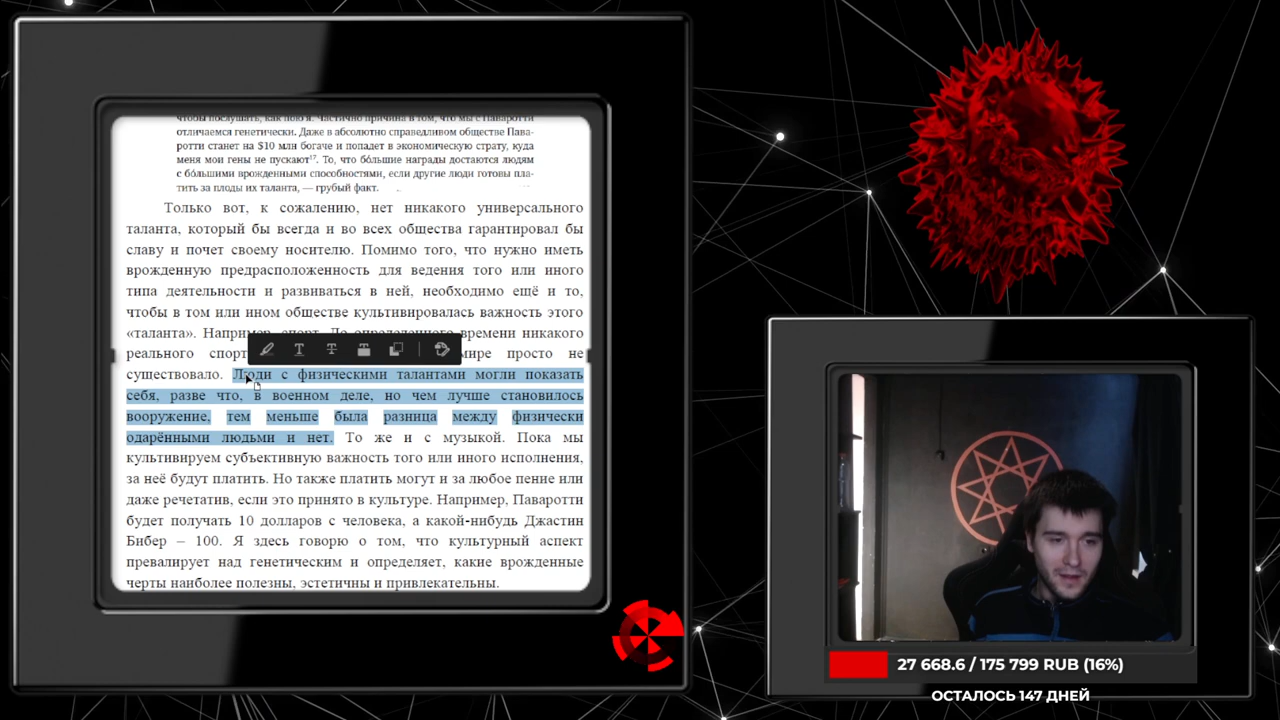 чтобы послушать, как пою я. Частично причина в том, что мы с Паваротти
отличаемся генетически. Даже в абсолютно справедливом обществе Пава-
ротти станет на $10 млн богаче и попадет в экономическую страту, куда
меня мои гены не пускают¹⁷. То, что бо́льшие награды достаются людям
с бо́льшими врожденными способностями, если другие люди готовы пла-
тить за плоды их таланта, — грубый факт.
Только вот, к сожалению, нет никакого универсального
таланта, который бы всегда и во всех общества гарантировал бы
славу и почет своему носителю. Помимо того, что нужно иметь
врожденную предрасположенность для ведения того или иного
типа деятельности и развиваться в ней, необходимо ещё и то,
чтобы в том или ином обществе культивировалась важность этого
«таланта». Например, спорт. До определенного времени никакого
реального спорт мире просто не
существовало. Люди с физическими талантами могли показать
себя, разве что, в военном деле, но чем лучше становилось
вооружение, тем меньше была разница между физически
одарёнными людьми и нет. То же и с музыкой. Пока мы
культивируем субъективную важность того или иного исполнения,
за неё будут платить. Но также платить могут и за любое пение или
даже речетатив, если это принято в культуре. Например, Паваротти
будет получать 10 долларов с человека, а какой-нибудь Джастин
Бибер – 100. Я здесь говорю о том, что культурный аспект
превалирует над генетическим и определяет, какие врожденные
черты наиболее полезны, эстетичны и привлекательны.
27 668.6 / 175 799 RUB (16%)
ОСТАЛОСЬ 147 ДНЕЙ